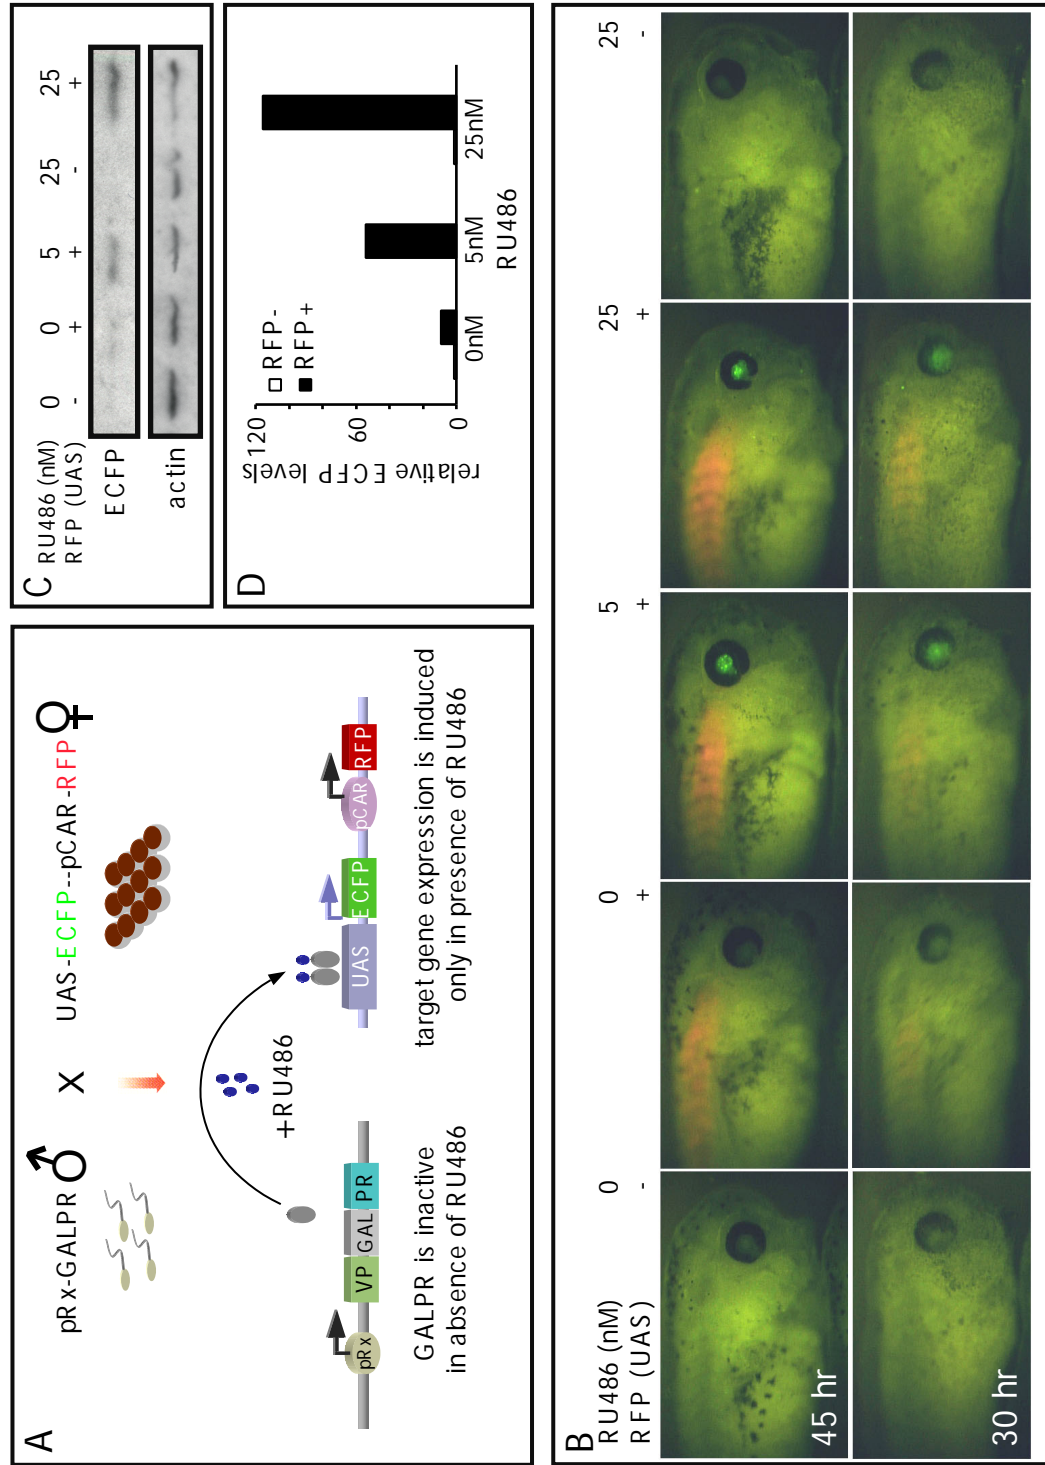 A
pRx-GALPR
X
UAS-ECFP--pCAR-RFP
+RU486
pRx
VP
GAL
PR
UAS
ECFP
pCAR
RFP
GALPR is inactive
in absence of RU486
target gene expression is induced
only in presence of RU486
C
RU486 (nM) 0 0 5 25 25
RFP (UAS) - + + - +
ECFP
actin
D
relative ECFP levels
120
60
0
RFP-
RFP+
0nM 5nM 25nM
RU486
B
RU486 (nM) 0 0 5 25 25
RFP (UAS) - + + + -
45 hr
30 hr